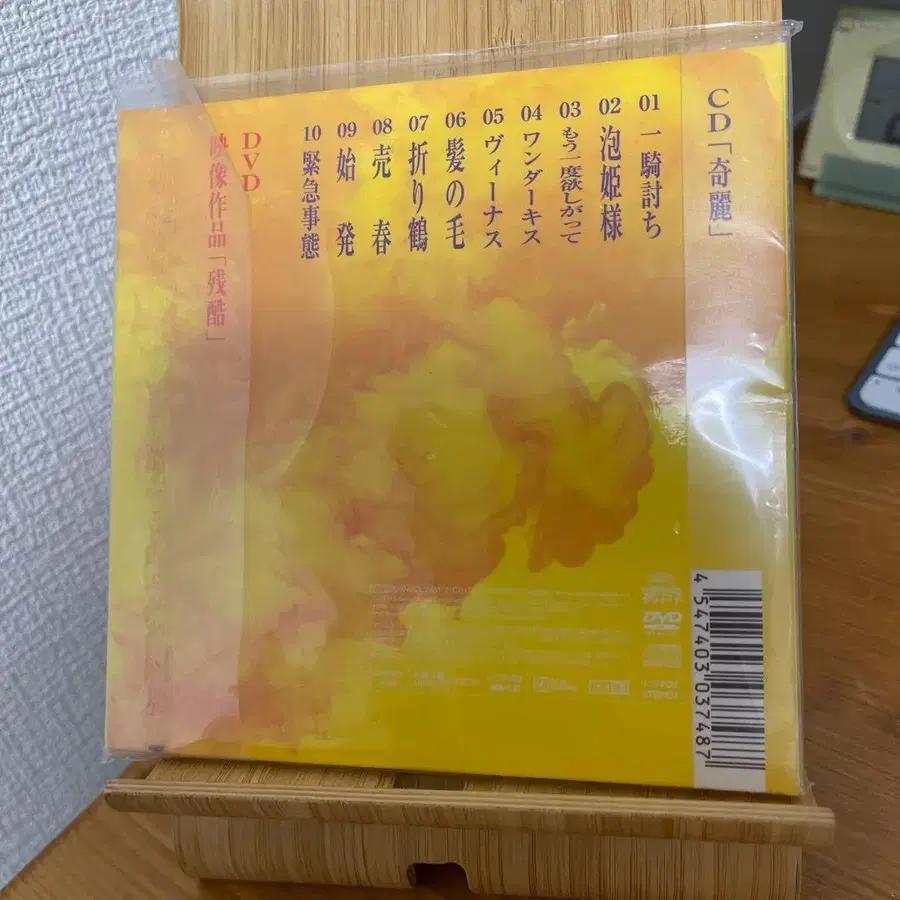 CD「奇麗」
01 一騎討ち
02 泡姫様
03 もう一度欲しがって
04 ワンダーキス
05 ヴィーナス
06 髪の毛
07 折り鶴
08 売春
09 始発
10 緊急事態
DVD
映像作品「残酷」
DVD
4 547403 037487